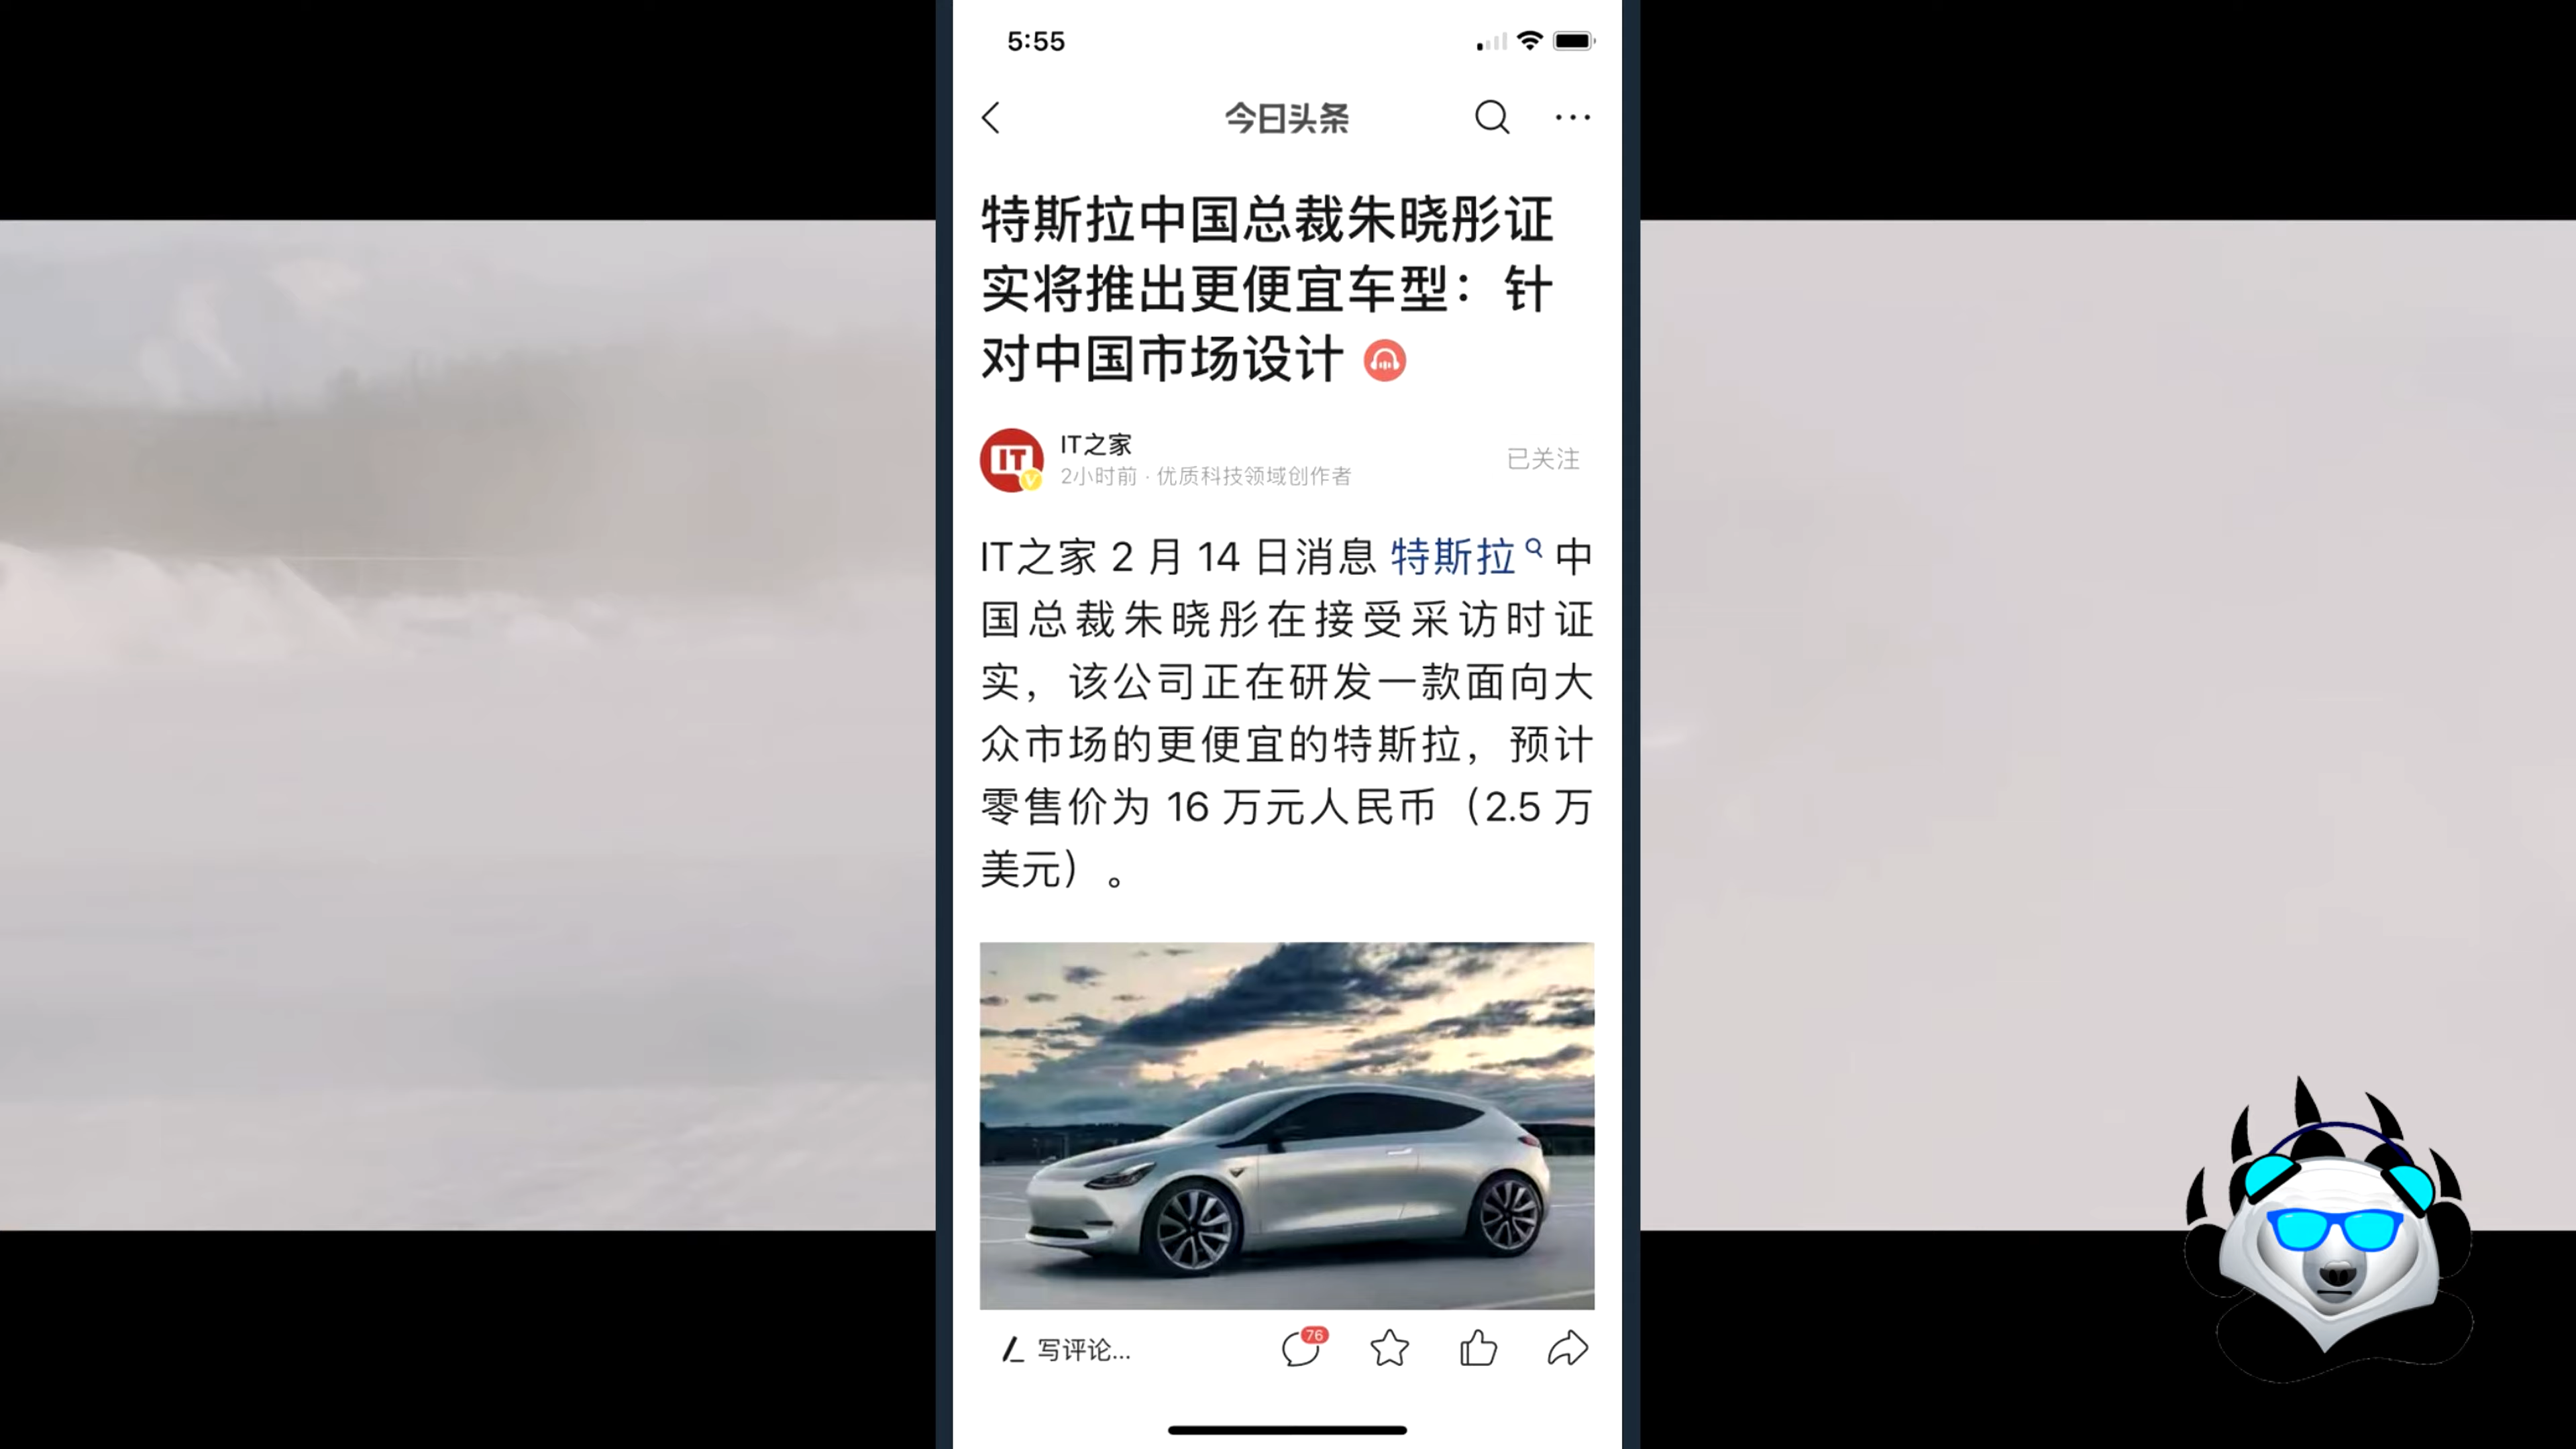 5:55
今日头条
特斯拉中国总裁朱晓彤证
实将推出更便宜车型：针
对中国市场设计
IT
V
IT之家
2小时前 · 优质科技领域创作者
已关注
IT之家 2 月 14 日消息 特斯拉 中
国总裁朱晓彤在接受采访时证
实，该公司正在研发一款面向大
众市场的更便宜的特斯拉，预计
零售价为 16 万元人民币（2.5 万
美元）。
写评论...
76